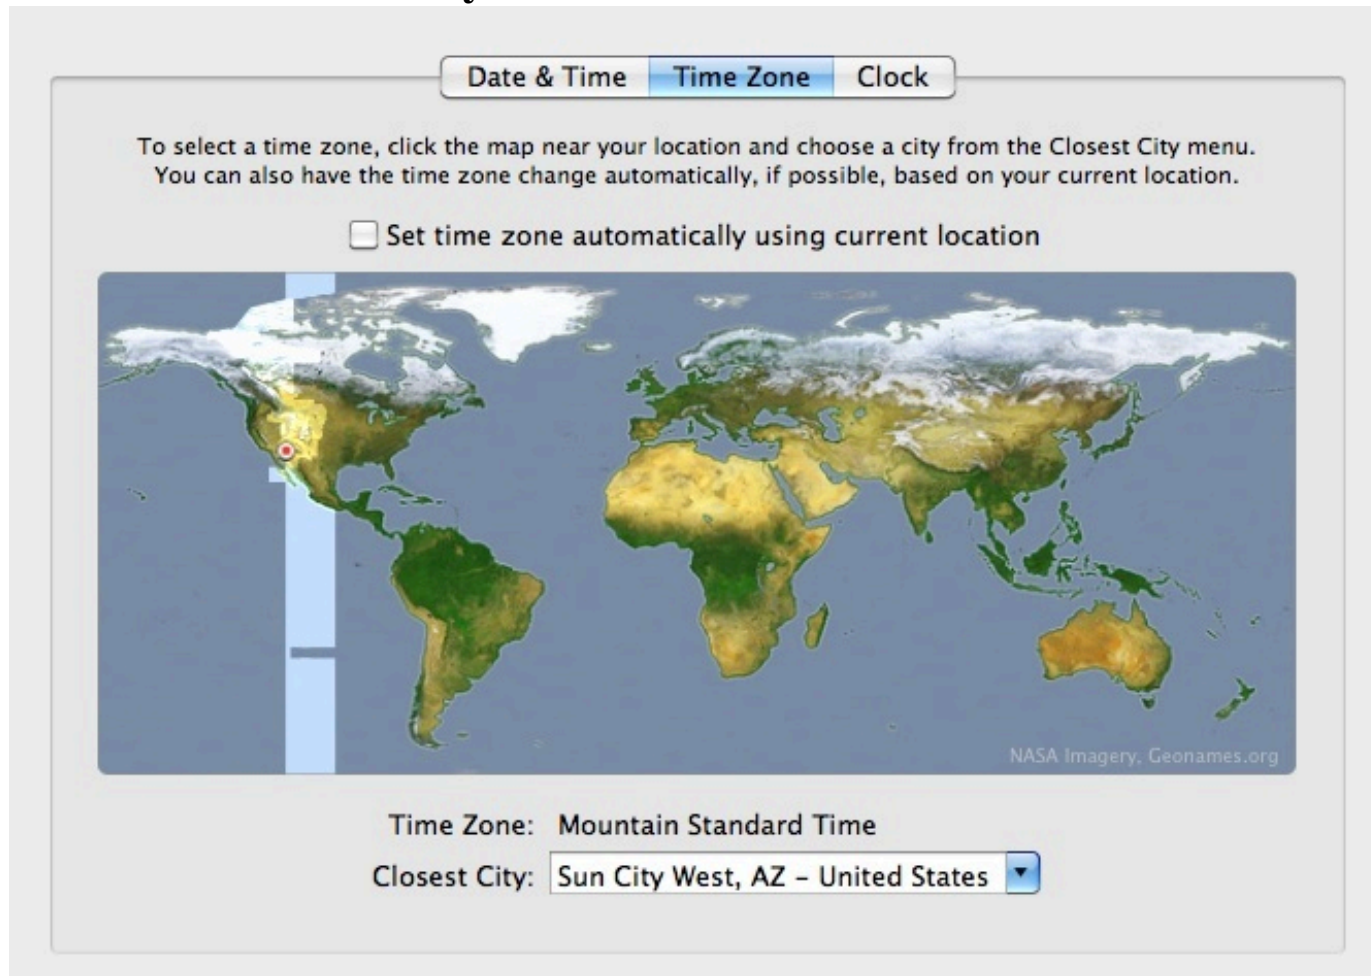 Date & Time Time Zone Clock
To select a time zone, click the map near your location and choose a city from the Closest City menu.
You can also have the time zone change automatically, if possible, based on your current location.
Set time zone automatically using current location
NASA Imagery, Geonames.org
Time Zone: Mountain Standard Time
Closest City: Sun City West, AZ – United States